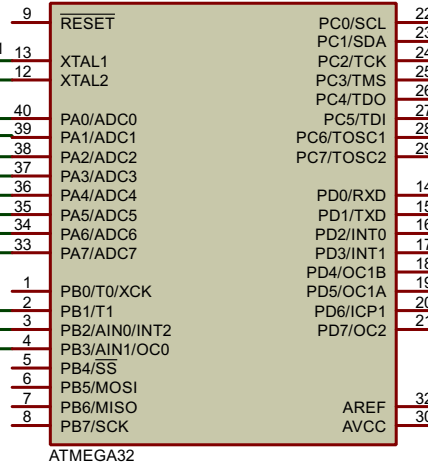 9 RESET PC0/SCL 22
PC1/SDA 23
13 XTAL1 PC2/TCK 24
12 XTAL2 PC3/TMS 25
PC4/TDO 26
40 PA0/ADC0 PC5/TDI 27
39 PA1/ADC1 PC6/TOSC1 28
38 PA2/ADC2 PC7/TOSC2 29
37 PA3/ADC3
36 PA4/ADC4 PD0/RXD 14
35 PA5/ADC5 PD1/TXD 15
34 PA6/ADC6 PD2/INT0 16
33 PA7/ADC7 PD3/INT1 17
PD4/OC1B 18
1 PB0/T0/XCK PD5/OC1A 19
2 PB1/T1 PD6/ICP1 20
3 PB2/AIN0/INT2 PD7/OC2 21
4 PB3/AIN1/OC0
5 PB4/SS
6 PB5/MOSI
7 PB6/MISO AREF 32
8 PB7/SCK AVCC 30
ATMEGA32